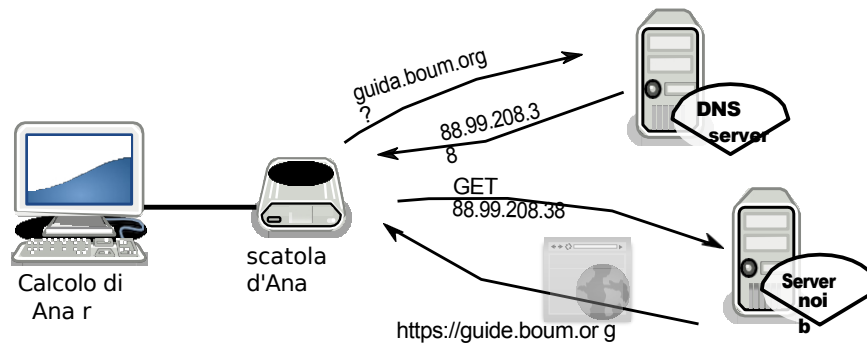 guida.boum.org
?
88.99.208.3
8
DNS
server
GET
88.99.208.38
scatola
d'Ana
Calcolo di
Ana r
Server
noi
b
https://guide.boum.or g